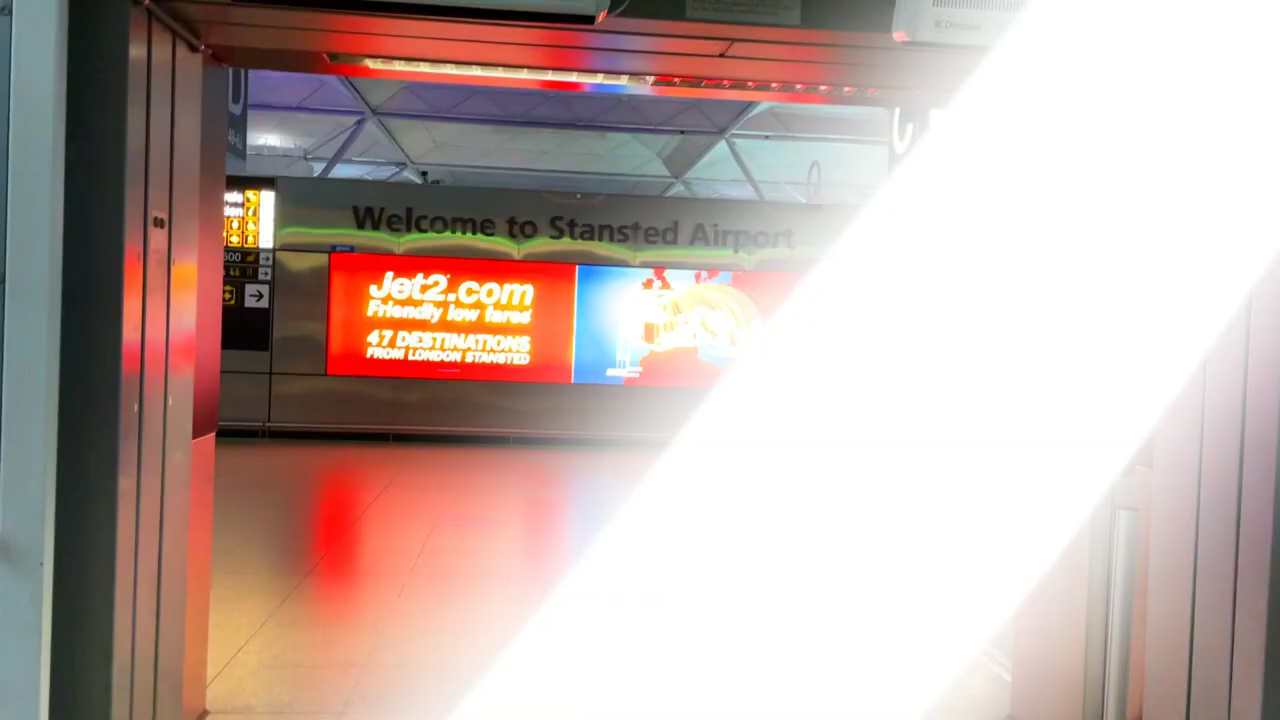 Welcome to Stansted Airport
Jet2.com
Friendly low fares
47 DESTINATIONS
FROM LONDON STANSTED